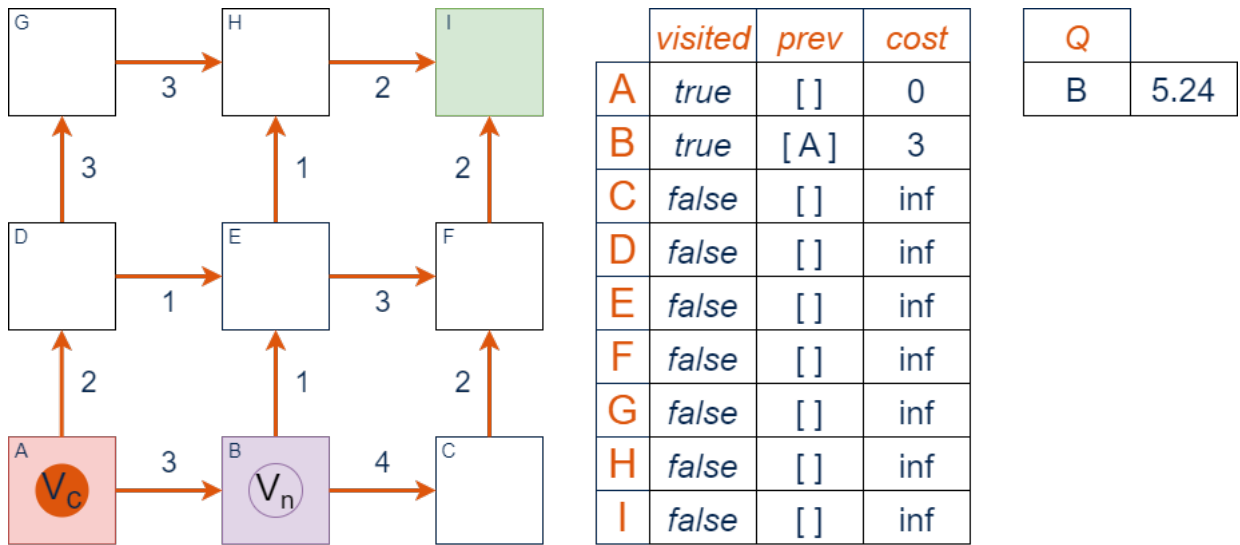 G H I
3 2
3 1 2
D E F
1 3
2 1 2
A B C
3 4
Vc Vn
visited prev cost
A true [ ] 0
B true [ A ] 3
C false [ ] inf
D false [ ] inf
E false [ ] inf
F false [ ] inf
G false [ ] inf
H false [ ] inf
I false [ ] inf
Q
B 5.24